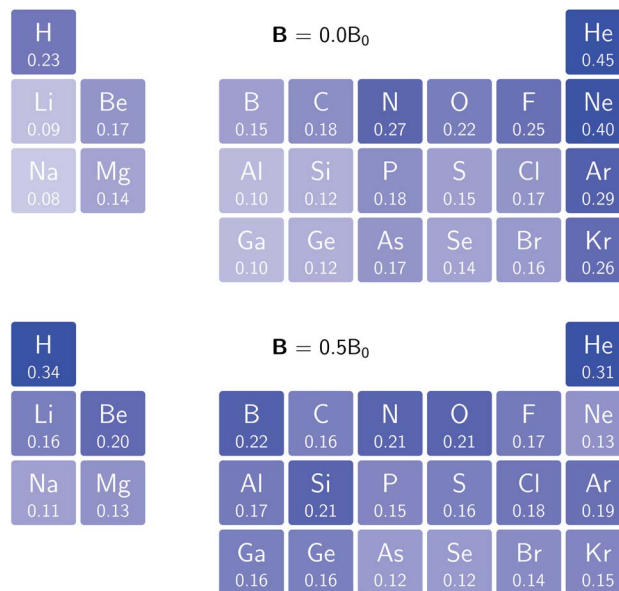 H B = 0.0B₀ He
0.23 0.45
Li Be B C N O F Ne
0.09 0.17 0.15 0.18 0.27 0.22 0.25 0.40
Na Mg Al Si P S Cl Ar
0.08 0.14 0.10 0.12 0.18 0.15 0.17 0.29
Ga Ge As Se Br Kr
0.10 0.12 0.17 0.14 0.16 0.26
H B = 0.5B₀ He
0.34 0.31
Li Be B C N O F Ne
0.16 0.20 0.22 0.16 0.21 0.21 0.17 0.13
Na Mg Al Si P S Cl Ar
0.11 0.13 0.17 0.21 0.15 0.16 0.18 0.19
Ga Ge As Se Br Kr
0.16 0.16 0.12 0.12 0.14 0.15